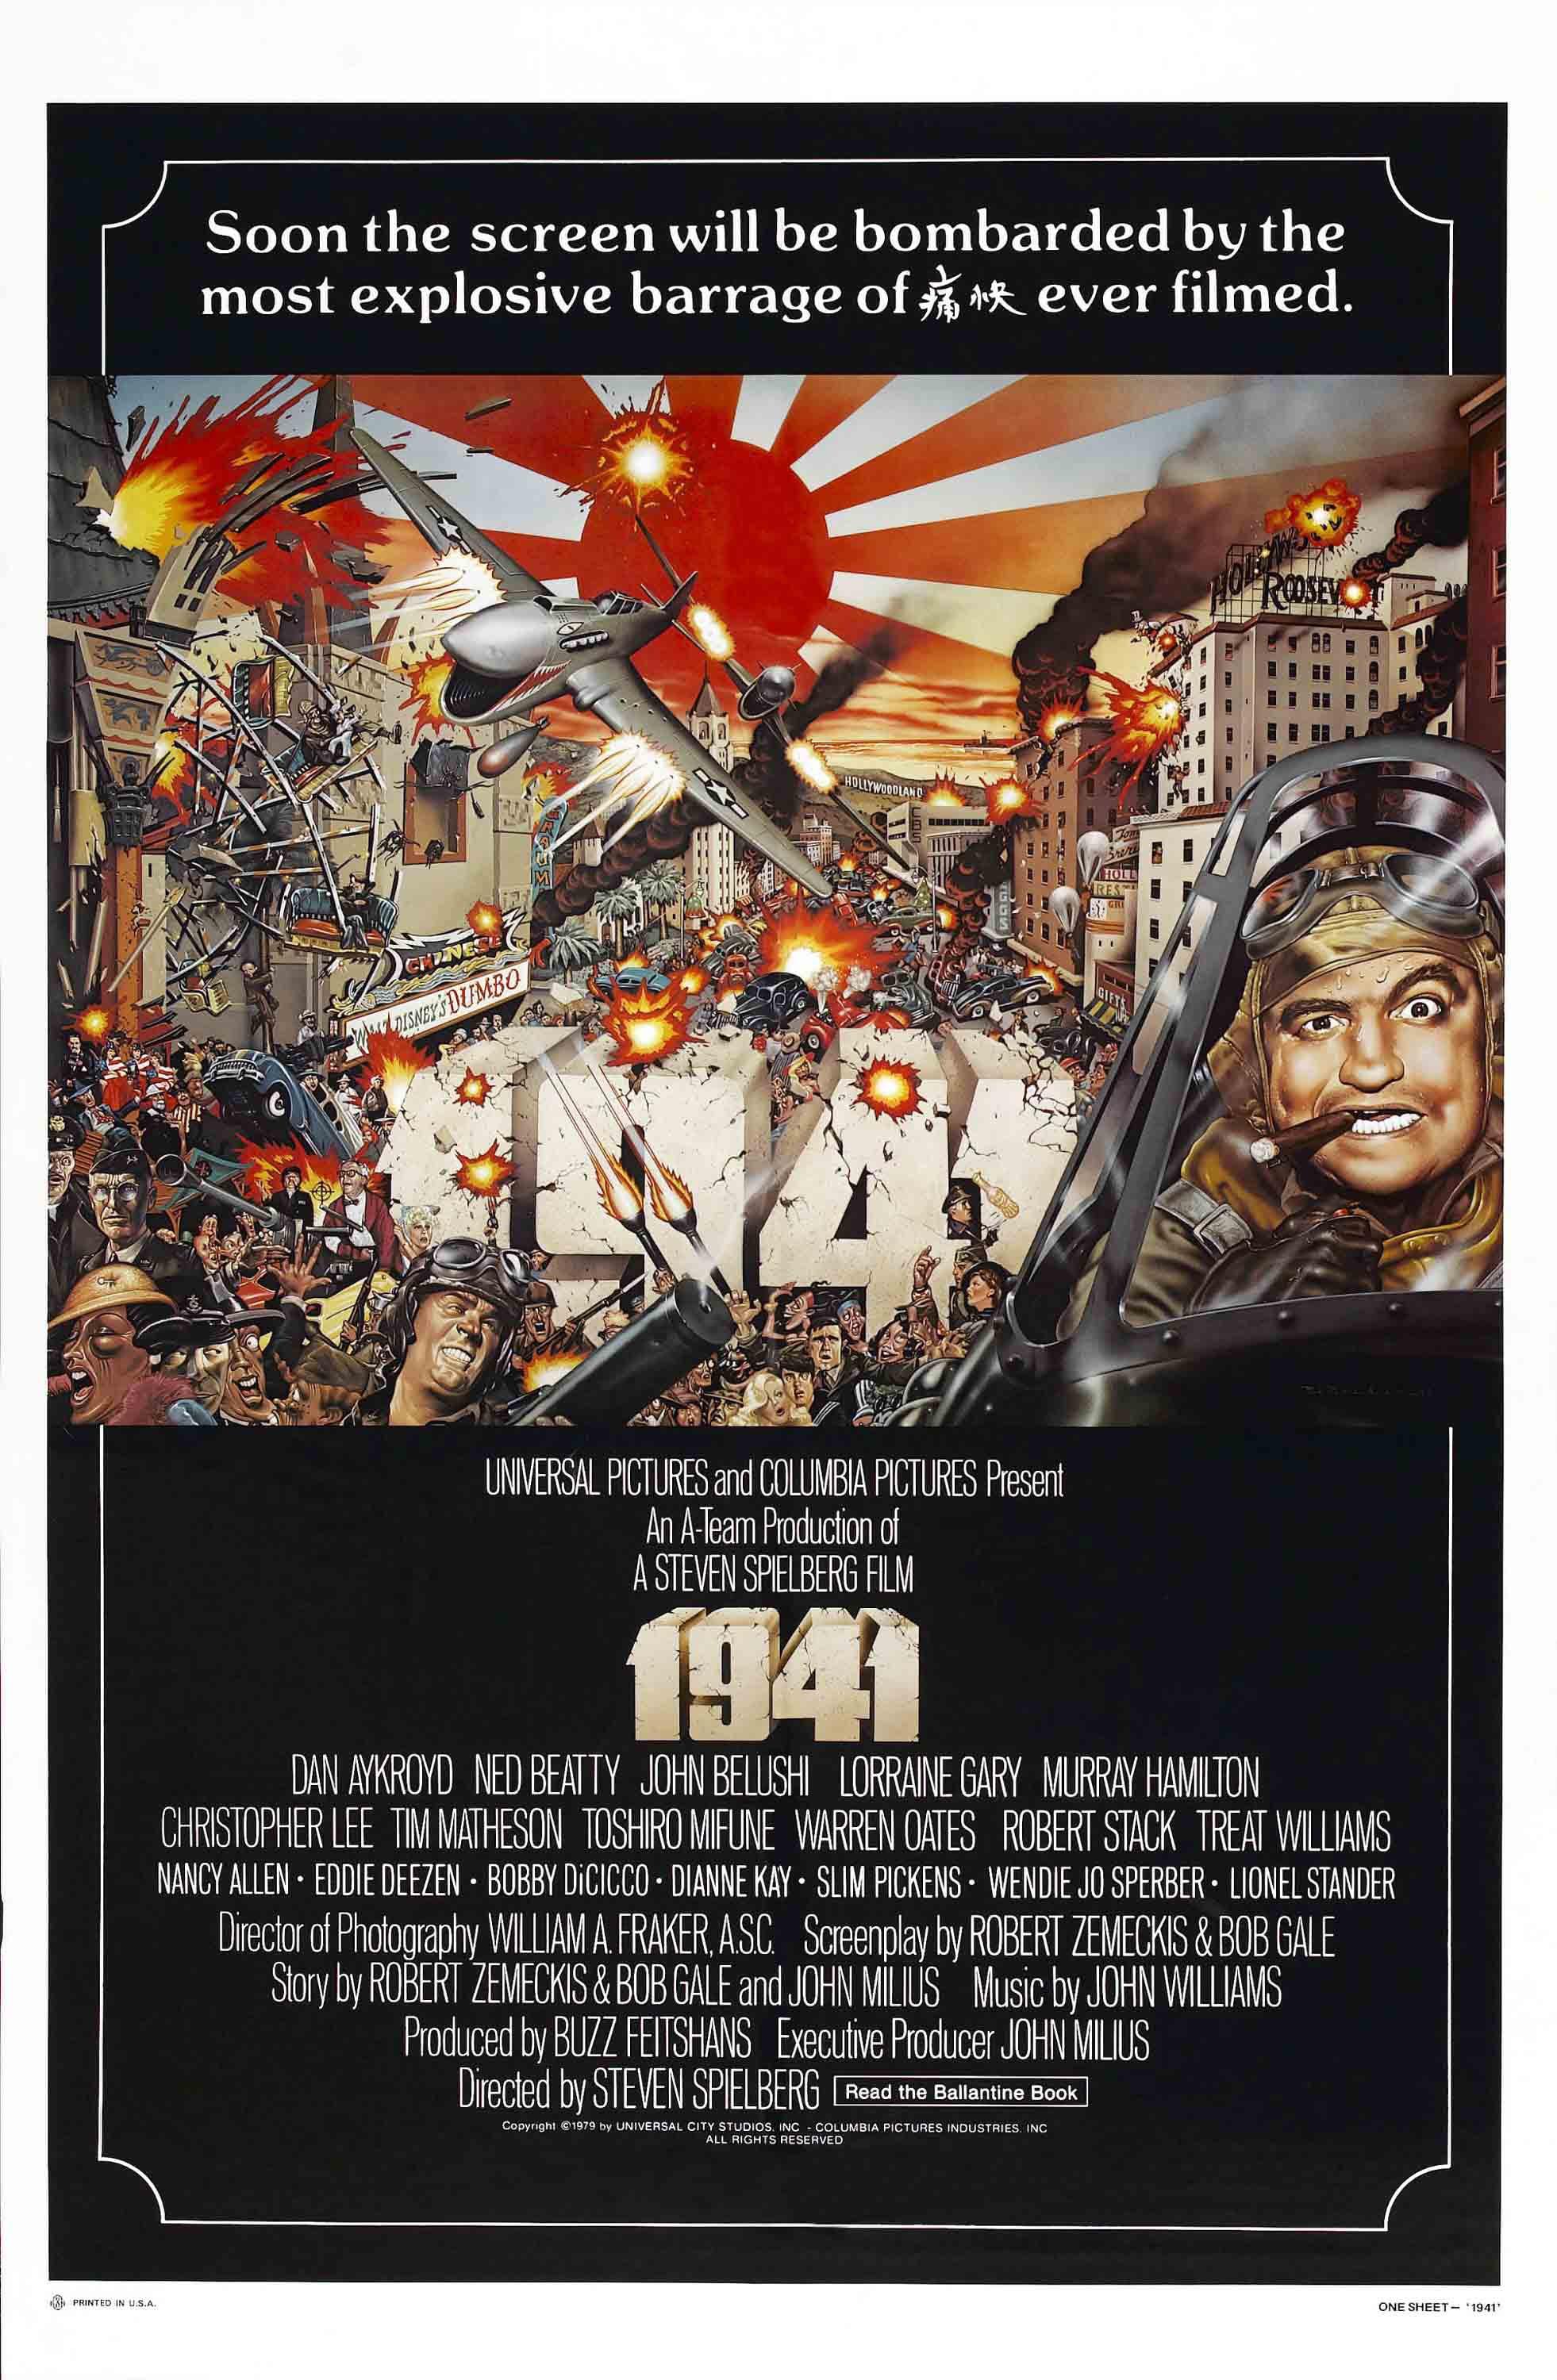 Soon the screen will be bombarded by the
most explosive barrage of 痛快 ever filmed.
HOLLYWOODLAND
CBS
GRAUM
CHINESE
WALT DISNEY'S DUMBO
GIFTS
1941
UNIVERSAL PICTURES and COLUMBIA PICTURES Present
An A-Team Production of
A STEVEN SPIELBERG FILM
1941
DAN AYKROYD NED BEATTY JOHN BELUSHI LORRAINE GARY MURRAY HAMILTON
CHRISTOPHER LEE TIM MATHESON TOSHIRO MIFUNE WARREN OATES ROBERT STACK TREAT WILLIAMS
NANCY ALLEN • EDDIE DEEZEN • BOBBY DiCICCO • DIANNE KAY • SLIM PICKENS • WENDIE JO SPERBER • LIONEL STANDER
Director of Photography WILLIAM A. FRAKER, A.S.C. Screenplay by ROBERT ZEMECKIS & BOB GALE
Story by ROBERT ZEMECKIS & BOB GALE and JOHN MILIUS Music by JOHN WILLIAMS
Produced by BUZZ FEITSHANS Executive Producer JOHN MILIUS
Directed by STEVEN SPIELBERG Read the Ballantine Book
Copyright ©1979 by UNIVERSAL CITY STUDIOS, INC - COLUMBIA PICTURES INDUSTRIES, INC
ALL RIGHTS RESERVED
PRINTED IN U.S.A.
ONE SHEET — '1941'